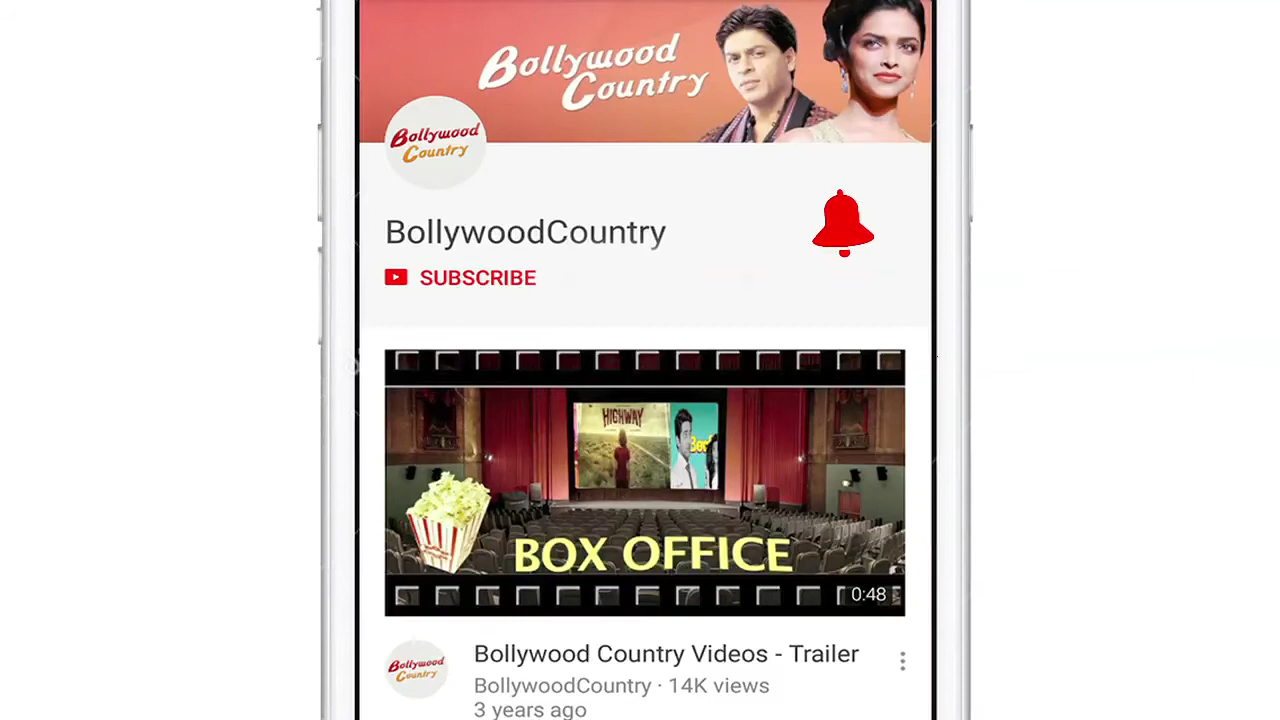 Bollywood
Country
Bollywood
Country
BollywoodCountry
SUBSCRIBE
HIGHWAY
BOX OFFICE
0:48
Bollywood Country Videos - Trailer
Bollywood
Country
BollywoodCountry · 14K views
3 years ago